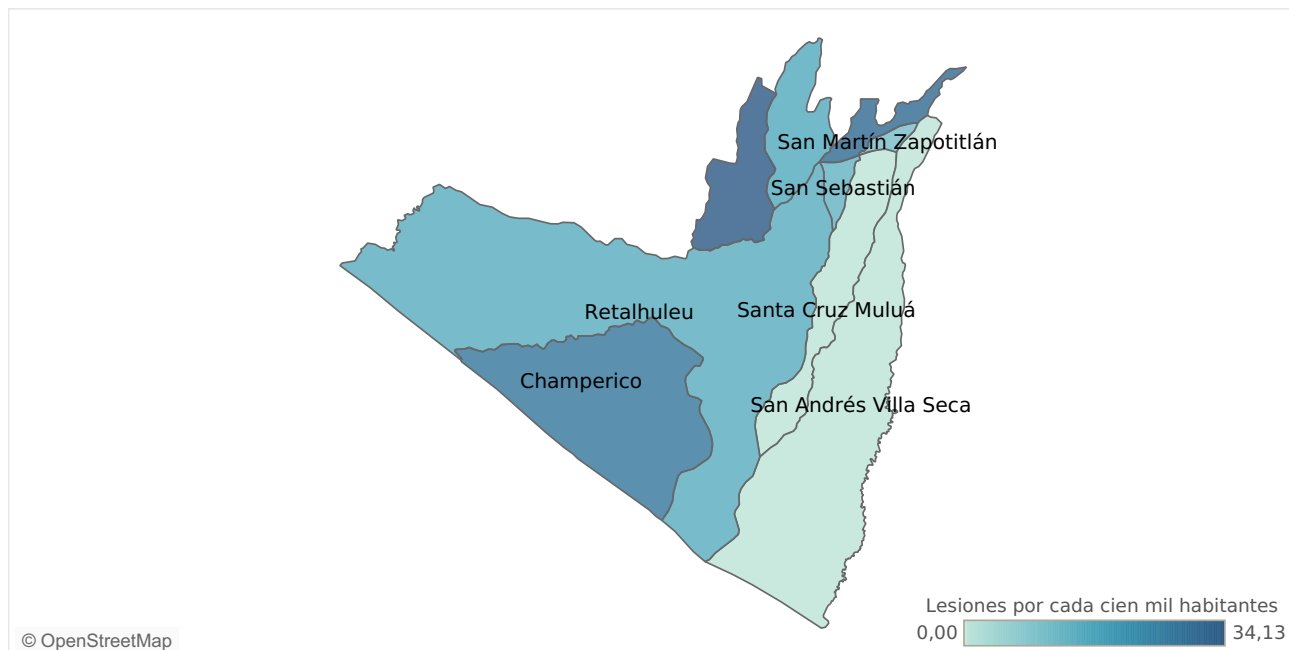 San Martín Zapotitlán
San Sebastián
Santa Cruz Muluá
Retalhuleu
Champerico
San Andrés Villa Seca
Lesiones por cada cien mil habitantes
0,00
34,13
© OpenStreetMap